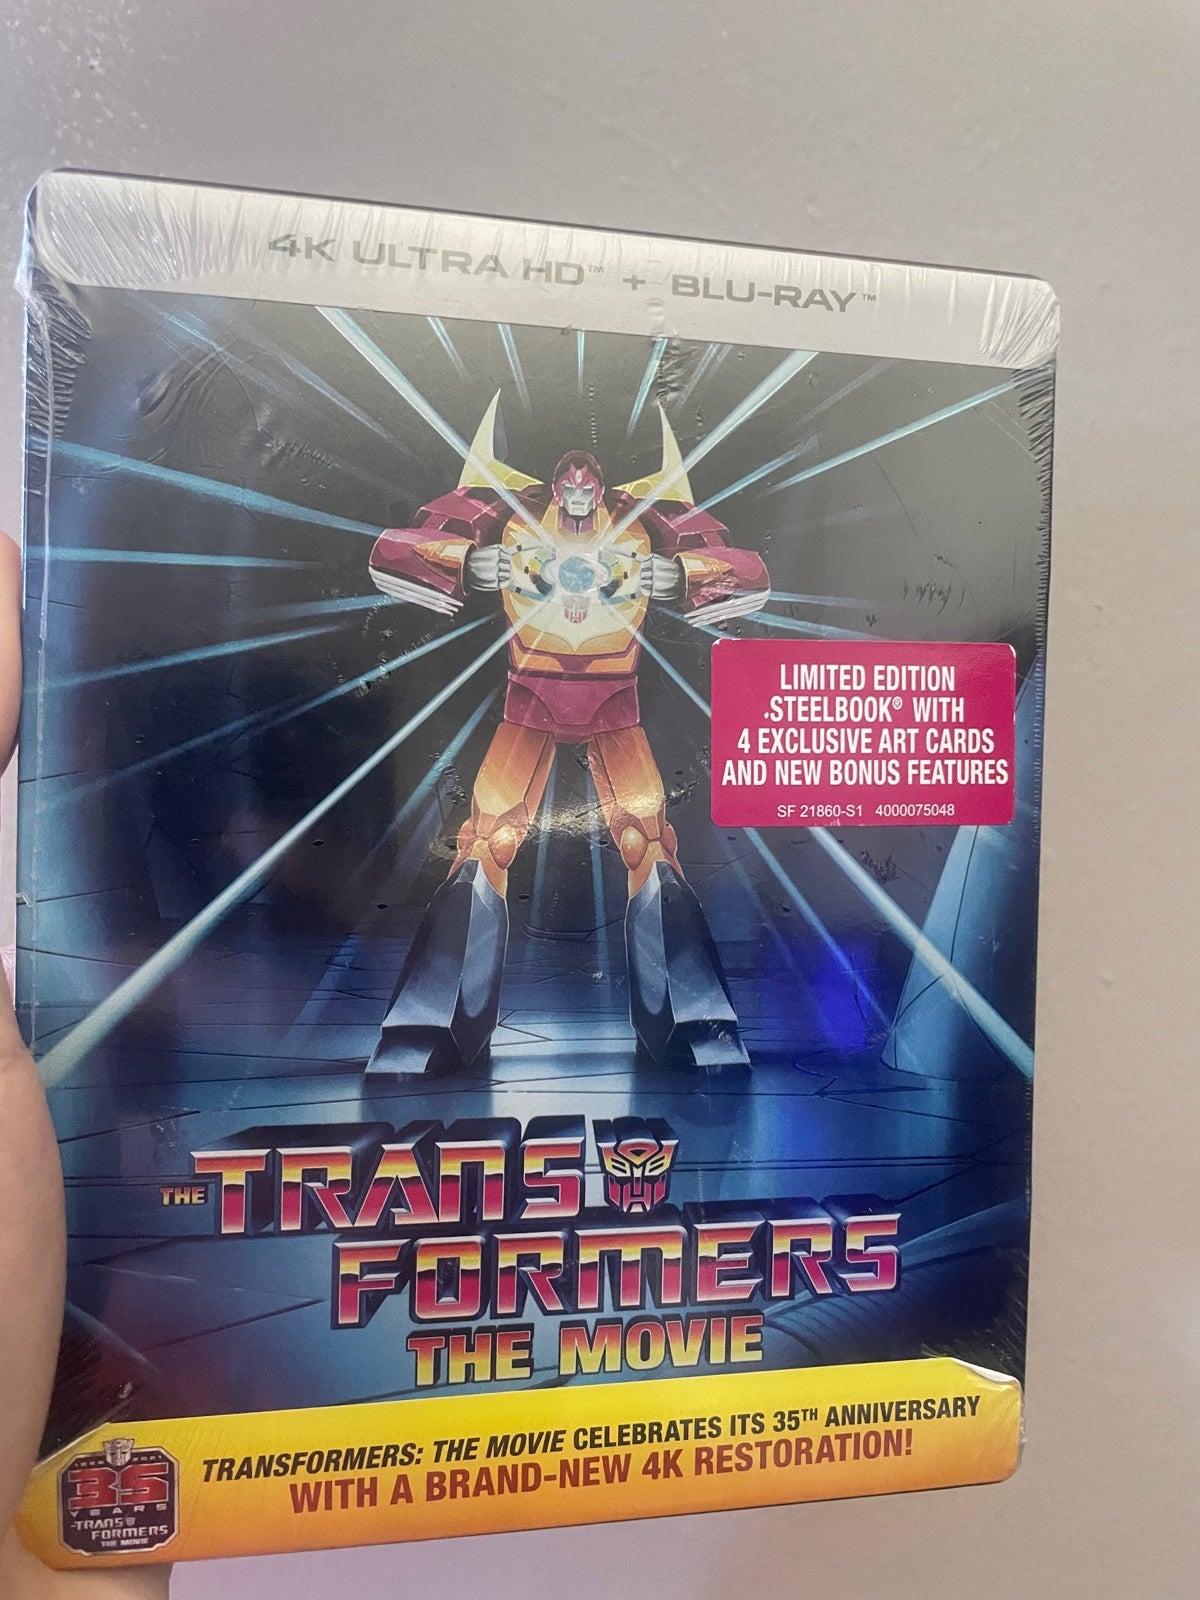 4K ULTRA HD™ + BLU-RAY™
LIMITED EDITION
STEELBOOK® WITH
4 EXCLUSIVE ART CARDS
AND NEW BONUS FEATURES
SF 21860-S1 4000075048
THE TRANS
FORMERS
THE MOVIE
TRANSFORMERS: THE MOVIE CELEBRATES ITS 35TH ANNIVERSARY
WITH A BRAND-NEW 4K RESTORATION!
35
YEARS
TRANS
FORMERS
THE MOVIE